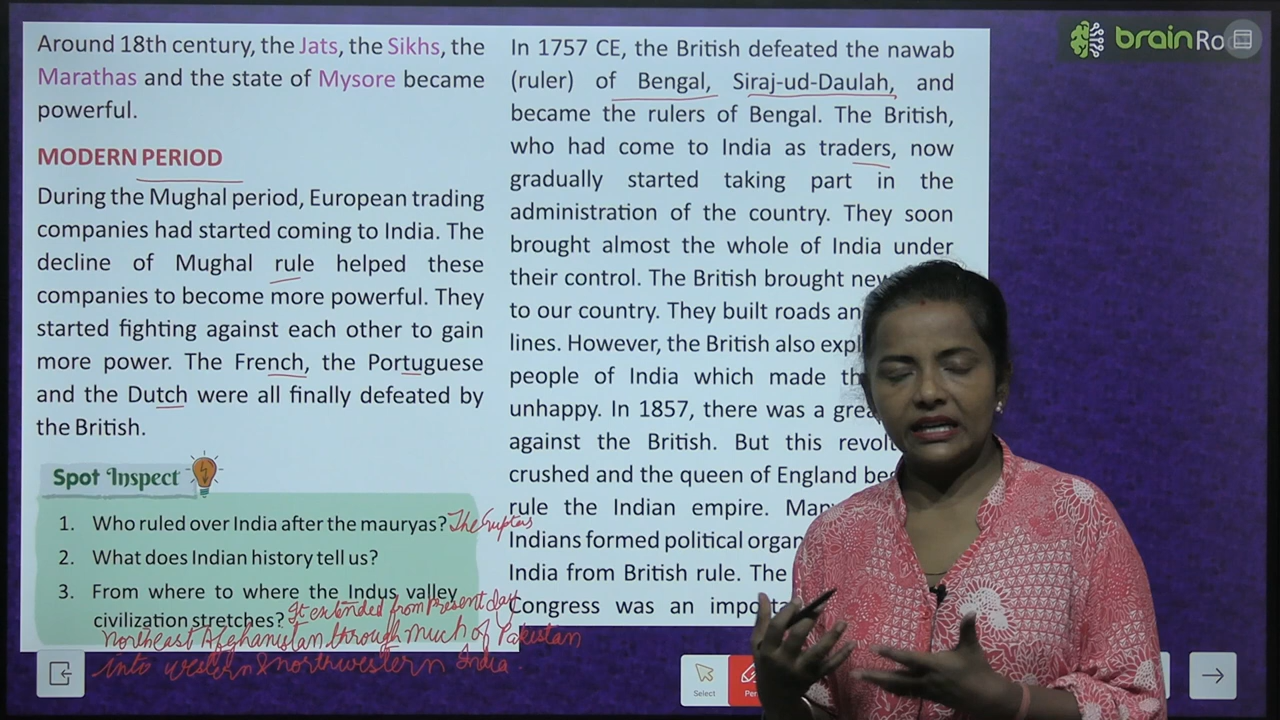 Around 18th century, the Jats, the Sikhs, the
Marathas and the state of Mysore became
powerful.
MODERN PERIOD
During the Mughal period, European trading
companies had started coming to India. The
decline of Mughal rule helped these
companies to become more powerful. They
started fighting against each other to gain
more power. The French, the Portuguese
and the Dutch were all finally defeated by
the British.
Spot Inspect
1. Who ruled over India after the mauryas? The Guptas
2. What does Indian history tell us?
3. From where to where the Indus valley
civilization stretches? It extended from present day
northeast Afghanistan through much of Pakistan
into western & northwestern India.
In 1757 CE, the British defeated the nawab
(ruler) of Bengal, Siraj-ud-Daulah, and
became the rulers of Bengal. The British,
who had come to India as traders, now
gradually started taking part in the
administration of the country. They soon
brought almost the whole of India under
their control. The British brought new
to our country. They built roads
lines. However, the British also
people of India which made
unhappy. In 1857, there was a
against the British. But this revolt
crushed and the queen of England
rule the Indian empire.
Indians formed political
India from British rule. The
Congress was an
brain
Select